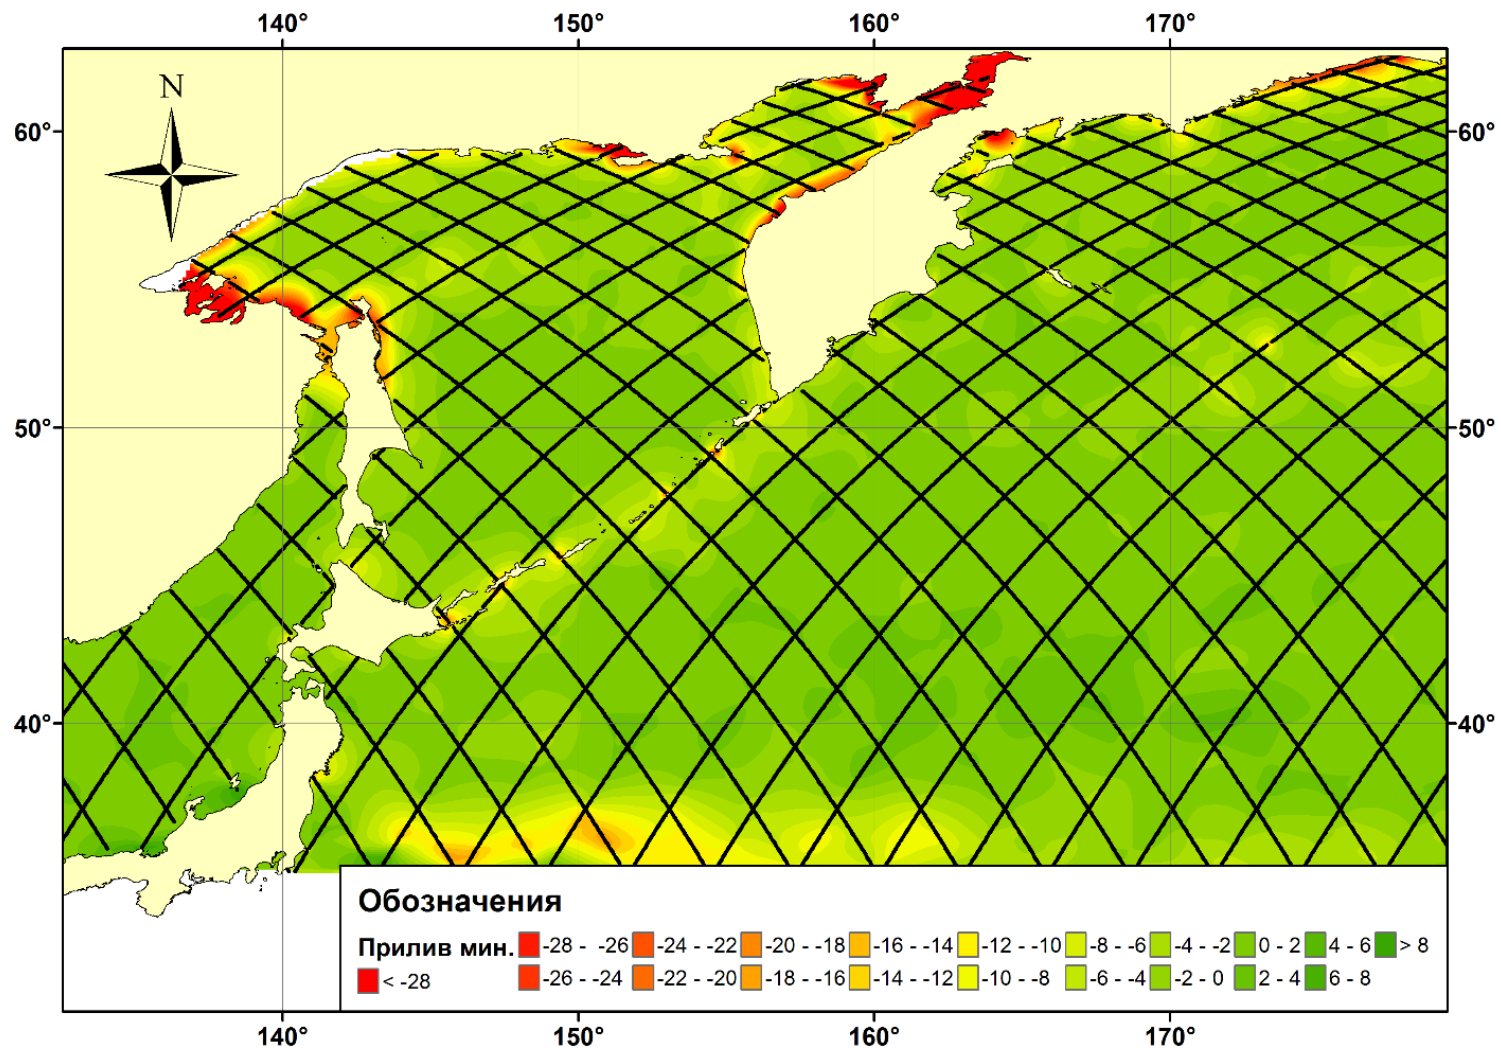 140° 150° 160° 170°
N
60° 60°
50° 50°
40° 40°
Обозначения
Прилив мин. -28 - -26 -24 - -22 -20 - -18 -16 - -14 -12 - -10 -8 - -6 -4 - -2 0 - 2 4 - 6 > 8
< -28 -26 - -24 -22 - -20 -18 - -16 -14 - -12 -10 - -8 -6 - -4 -2 - 0 2 - 4 6 - 8
140° 150° 160° 170°